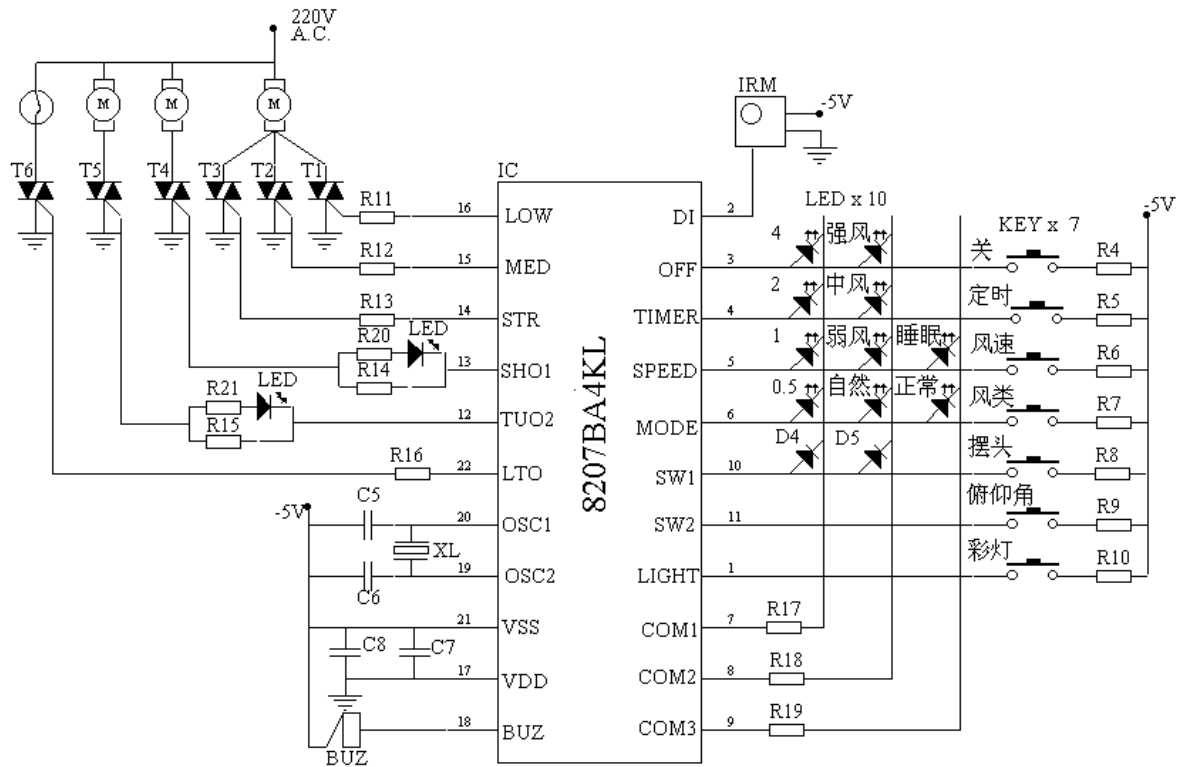 220V
A.C.
M
M
M
T6
T5
T4
T3
T2
T1
IRM
-5V
IC
8207BA4KL
R11
16
LOW
R12
15
MED
R13
14
STR
R20
LED
R14
13
SHO1
R21
LED
R15
12
TUO2
R16
22
LTO
-5V
C5
20
OSC1
XL
C6
19
OSC2
21
VSS
C8
C7
17
VDD
18
BUZ
BUZ
DI
2
LED x 10
KEY x 7
-5V
OFF
3
4
强风
关
R4
TIMER
4
2
中风
定时
R5
SPEED
5
1
弱风
睡眠
风速
R6
MODE
6
0.5
自然
正常
风类
R7
SW1
10
D4
D5
摆头
R8
SW2
11
俯仰角
R9
LIGHT
1
彩灯
R10
COM1
7
R17
COM2
8
R18
COM3
9
R19